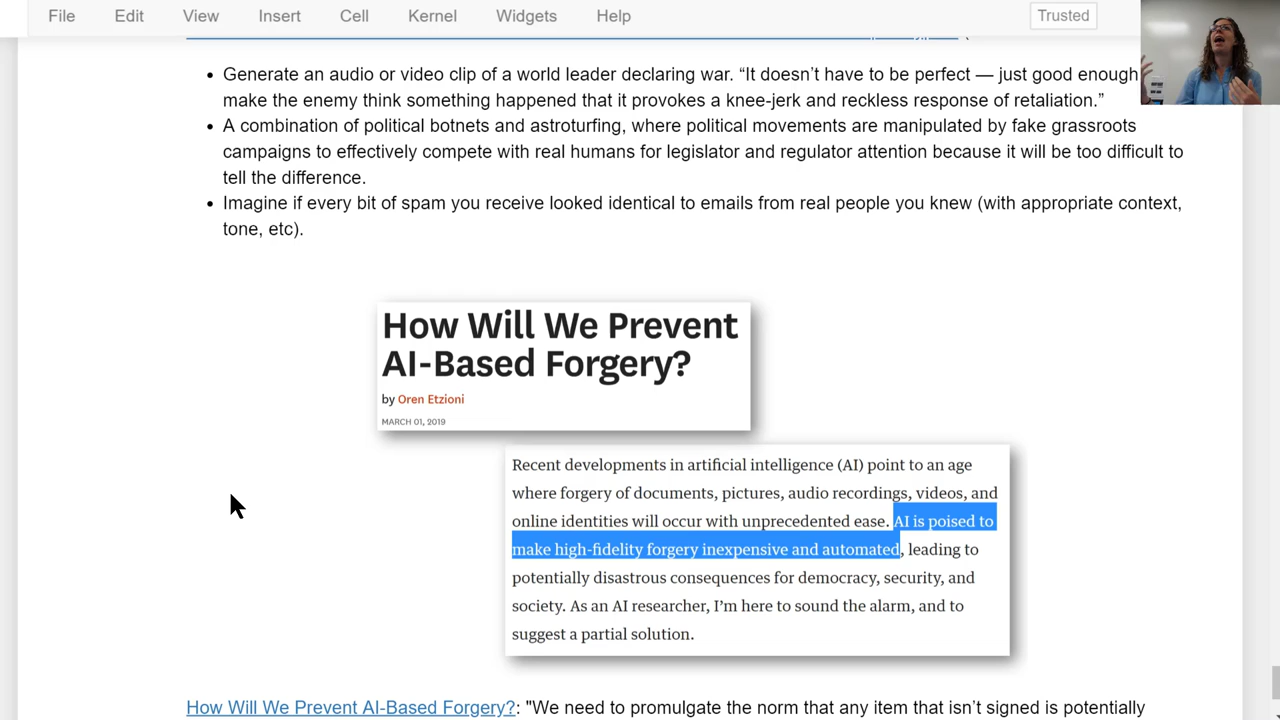 File Edit View Insert Cell Kernel Widgets Help Trusted
• Generate an audio or video clip of a world leader declaring war. “It doesn’t have to be perfect — just good enough
make the enemy think something happened that it provokes a knee-jerk and reckless response of retaliation.”
• A combination of political botnets and astroturfing, where political movements are manipulated by fake grassroots
campaigns to effectively compete with real humans for legislator and regulator attention because it will be too difficult to
tell the difference.
• Imagine if every bit of spam you receive looked identical to emails from real people you knew (with appropriate context,
tone, etc).
How Will We Prevent
AI-Based Forgery?
by Oren Etzioni
MARCH 01, 2019
Recent developments in artificial intelligence (AI) point to an age
where forgery of documents, pictures, audio recordings, videos, and
online identities will occur with unprecedented ease. AI is poised to
make high-fidelity forgery inexpensive and automated, leading to
potentially disastrous consequences for democracy, security, and
society. As an AI researcher, I’m here to sound the alarm, and to
suggest a partial solution.
How Will We Prevent AI-Based Forgery?: "We need to promulgate the norm that any item that isn’t signed is potentially